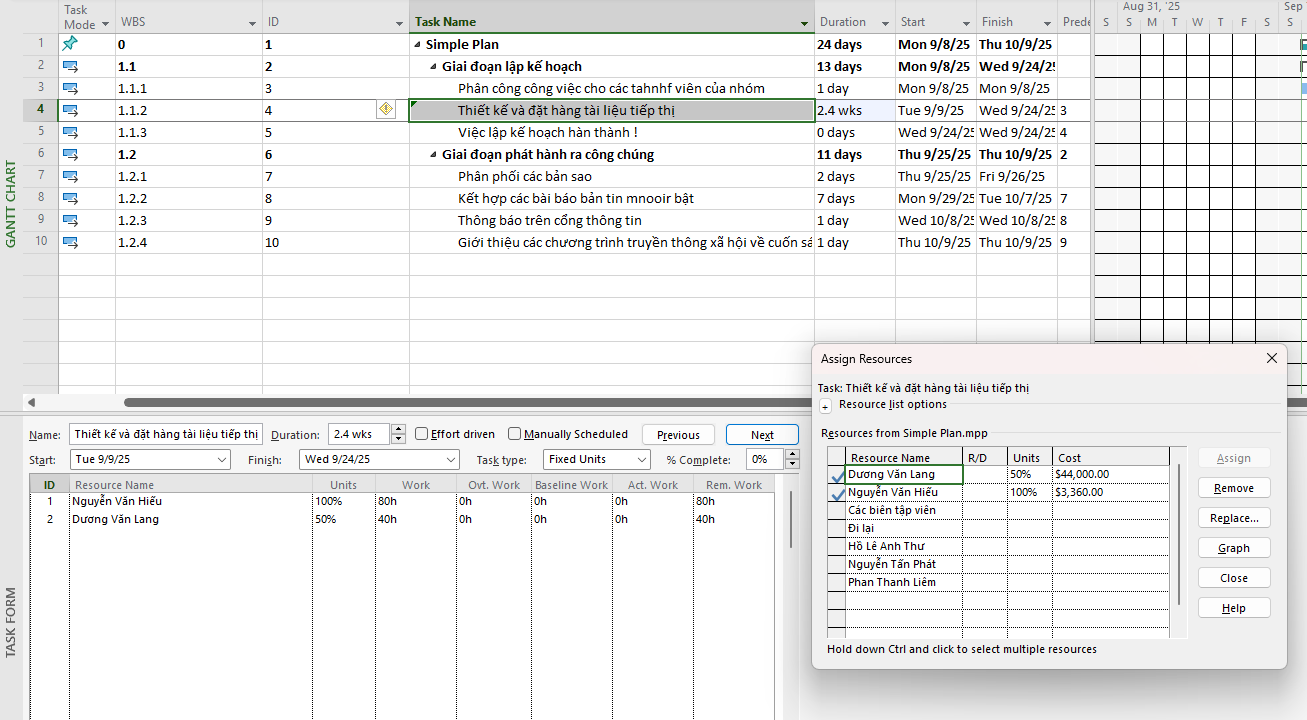 Task Mode WBS ID Task Name Duration Start Finish Prede Aug 31, '25 Sep
S S M T W T F S S
1 0 1 Simple Plan 24 days Mon 9/8/25 Thu 10/9/25
2 1.1 2 Giai đoạn lập kế hoạch 13 days Mon 9/8/25 Wed 9/24/25
3 1.1.1 3 Phân công công việc cho các tahnhf viên của nhóm 1 day Mon 9/8/25 Mon 9/8/25
4 1.1.2 4 Thiết kế và đặt hàng tài liệu tiếp thị 2.4 wks Tue 9/9/25 Wed 9/24/25 3
5 1.1.3 5 Việc lập kế hoạch hàn thành ! 0 days Wed 9/24/25 Wed 9/24/25 4
6 1.2 6 Giai đoạn phát hành ra công chúng 11 days Thu 9/25/25 Thu 10/9/25 2
7 1.2.1 7 Phân phối các bản sao 2 days Thu 9/25/25 Fri 9/26/25
8 1.2.2 8 Kết hợp các bài báo bản tin mnooir bật 7 days Mon 9/29/25 Tue 10/7/25 7
9 1.2.3 9 Thông báo trên cổng thông tin 1 day Wed 10/8/25 Wed 10/8/25 8
10 1.2.4 10 Giới thiệu các chương trình truyền thông xã hội về cuốn sá 1 day Thu 10/9/25 Thu 10/9/25 9
GANTT CHART
Name: Thiết kế và đặt hàng tài liệu tiếp thị Duration: 2.4 wks Effort driven Manually Scheduled Previous Next
Start: Tue 9/9/25 Finish: Wed 9/24/25 Task type: Fixed Units % Complete: 0%
ID Resource Name Units Work Ovt. Work Baseline Work Act. Work Rem. Work
1 Nguyễn Văn Hiếu 100% 80h 0h 0h 0h 80h
2 Dương Văn Lang 50% 40h 0h 0h 0h 40h
TASK FORM
Assign Resources
Task: Thiết kế và đặt hàng tài liệu tiếp thị
+ Resource list options
Resources from Simple Plan.mpp
Resource Name R/D Units Cost
Dương Văn Lang 50% $44,000.00
Nguyễn Văn Hiếu 100% $3,360.00
Các biên tập viên
Đi lại
Hồ Lê Anh Thư
Nguyễn Tấn Phát
Phan Thanh Liêm
Assign
Remove
Replace...
Graph
Close
Help
Hold down Ctrl and click to select multiple resources